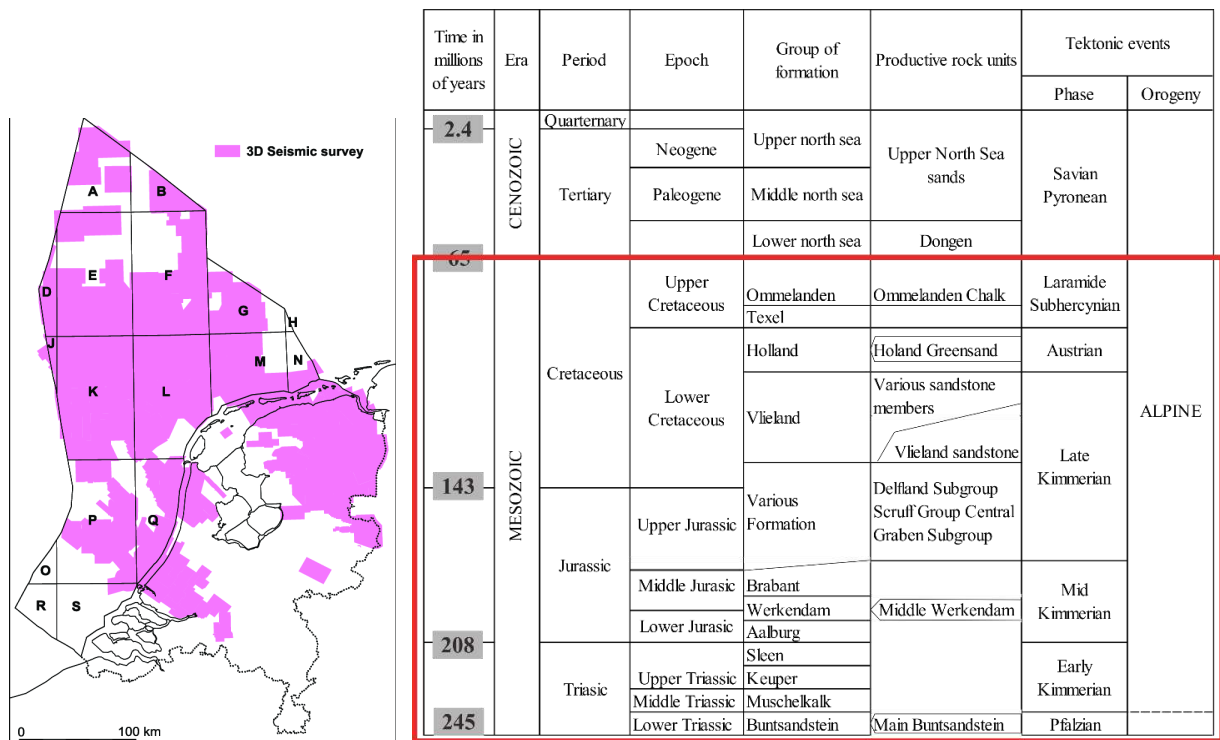 3D Seismic survey
A
B
D
E
F
G
H
J
K
L
M
N
P
Q
O
R
S
0 100 km
Time in
millions
of years
Era
Period
Epoch
Group of
formation
Productive rock units
Tektonic events
Phase
Orogeny
2.4
65
143
208
245
CENOZOIC
MESOZOIC
Quarternary
Tertiary
Cretaceous
Jurassic
Triasic
Neogene
Paleogene
Upper
Cretaceous
Lower
Cretaceous
Upper Jurassic
Middle Jurasic
Lower Jurasic
Upper Triassic
Middle Triassic
Lower Triassic
Upper north sea
Middle north sea
Lower north sea
Ommelanden
Texel
Holland
Vlieland
Various
Formation
Brabant
Werkendam
Aalburg
Sleen
Keuper
Muschelkalk
Buntsandstein
Upper North Sea
sands
Dongen
Ommelanden Chalk
Holand Greensand
Various sandstone
members
Vlieland sandstone
Delfland Subgroup
Scruff Group Central
Graben Subgroup
Middle Werkendam
Main Buntsandstein
Savian
Pyronean
Laramide
Subhercynian
Austrian
Late
Kimmerian
Mid
Kimmerian
Early
Kimmerian
Pfalzian
ALPINE